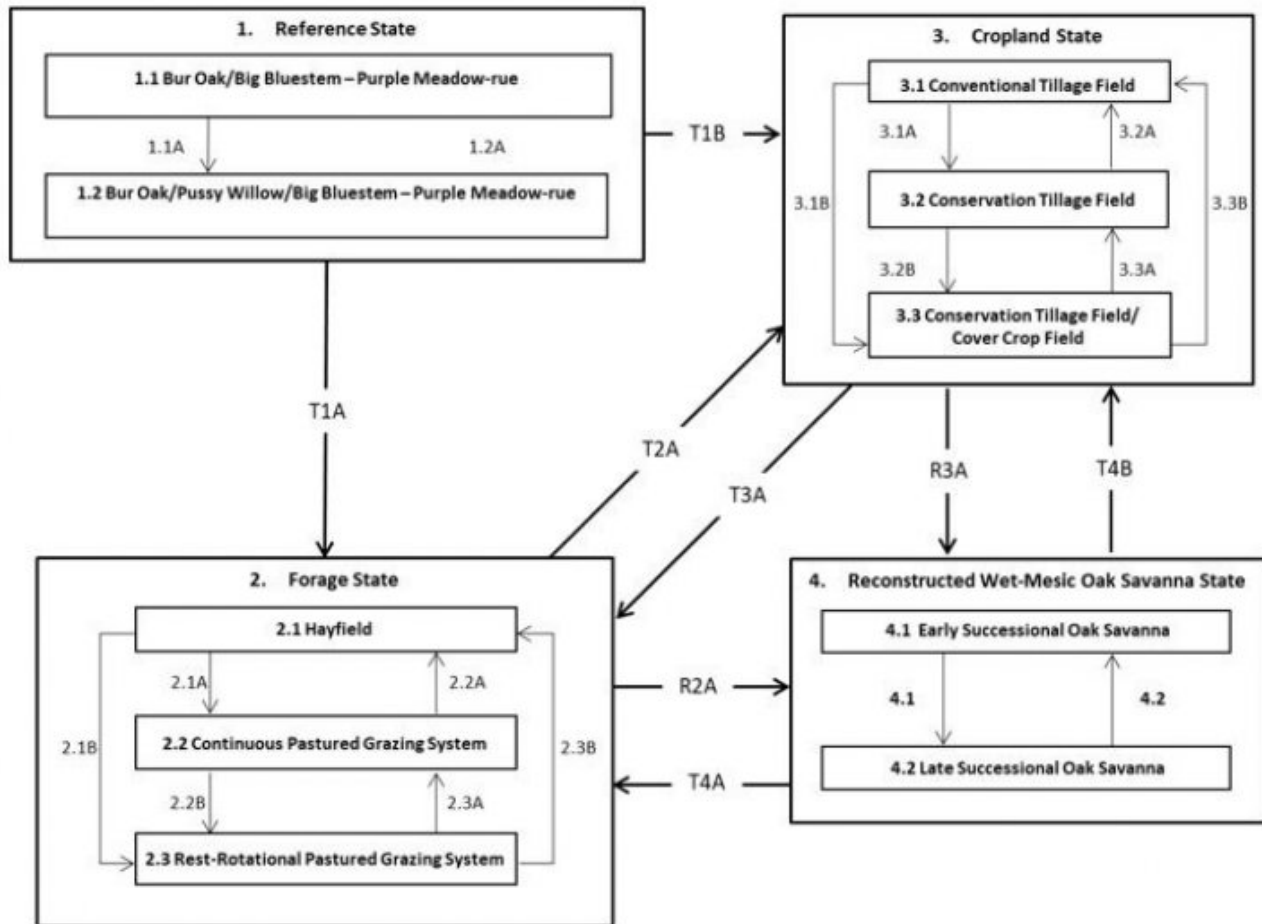 1. Reference State
1.1 Bur Oak/Big Bluestem – Purple Meadow-rue
1.1A
1.2A
1.2 Bur Oak/Pussy Willow/Big Bluestem – Purple Meadow-rue
T1B
T1A
3. Cropland State
3.1 Conventional Tillage Field
3.1A
3.2A
3.1B
3.2 Conservation Tillage Field
3.3B
3.2B
3.3A
3.3 Conservation Tillage Field/
Cover Crop Field
T2A
T3A
R3A
T4B
2. Forage State
2.1 Hayfield
2.1A
2.2A
2.1B
2.2 Continuous Pastured Grazing System
2.3B
2.2B
2.3A
2.3 Rest-Rotational Pastured Grazing System
R2A
T4A
4. Reconstructed Wet-Mesic Oak Savanna State
4.1 Early Successional Oak Savanna
4.1
4.2
4.2 Late Successional Oak Savanna